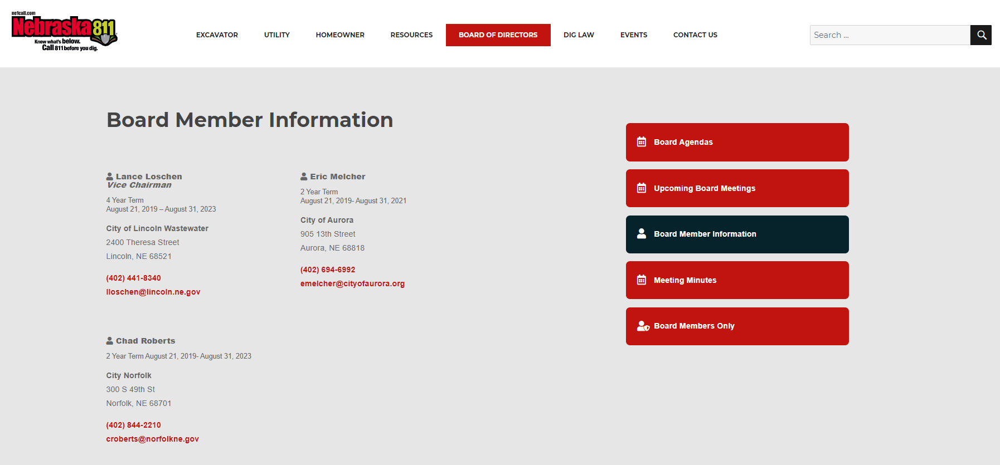 ne1call.com
Nebraska811
Know what's below.
Call 811 before you dig.
EXCAVATOR
UTILITY
HOMEOWNER
RESOURCES
BOARD OF DIRECTORS
DIG LAW
EVENTS
CONTACT US
Search ...
Board Member Information
Lance Loschen
Vice Chairman
4 Year Term
August 21, 2019 – August 31, 2023
City of Lincoln Wastewater
2400 Theresa Street
Lincoln, NE 68521
(402) 441-8340
lloschen@lincoln.ne.gov
Eric Melcher
2 Year Term
August 21, 2019- August 31, 2021
City of Aurora
905 13th Street
Aurora, NE 68818
(402) 694-6992
emelcher@cityofaurora.org
Chad Roberts
2 Year Term August 21, 2019- August 31, 2023
City Norfolk
300 S 49th St
Norfolk, NE 68701
(402) 844-2210
croberts@norfolkne.gov
Board Agendas
Upcoming Board Meetings
Board Member Information
Meeting Minutes
Board Members Only